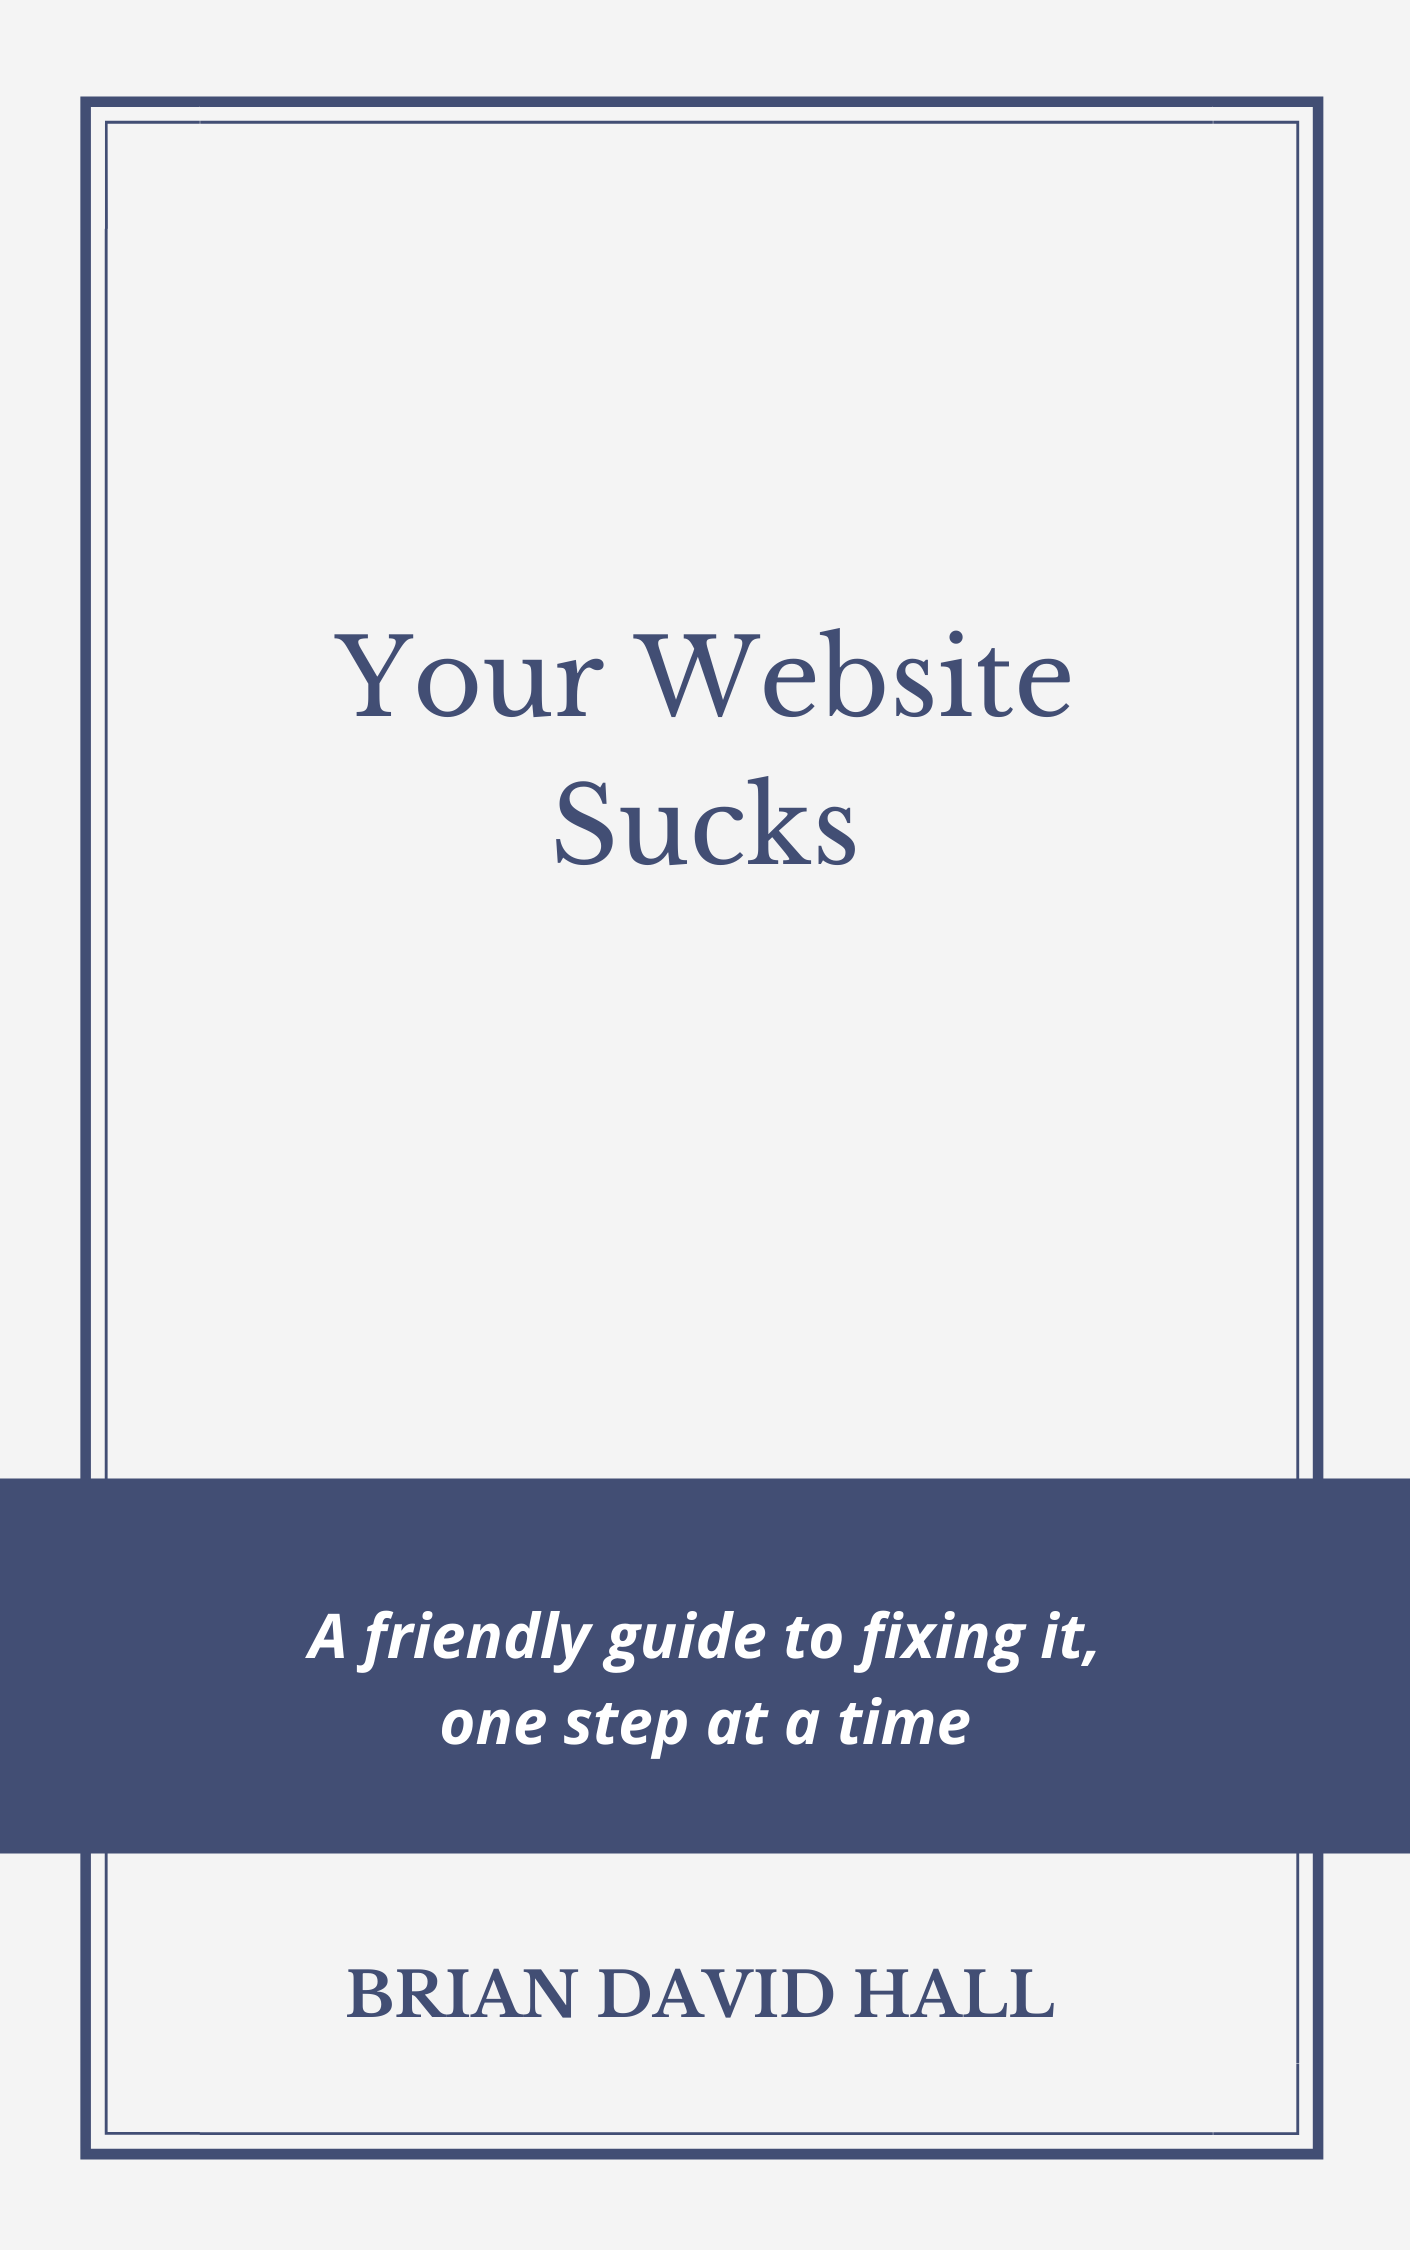 Your Website
Sucks
A friendly guide to fixing it,
one step at a time
BRIAN DAVID HALL